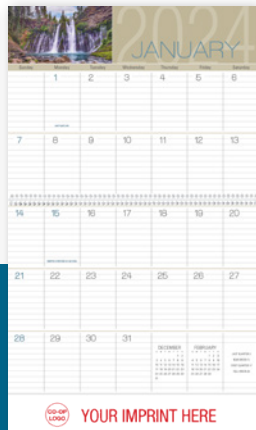 2024
JANUARY
Sunday Monday Tuesday Wednesday Thursday Friday Saturday
1 2 3 4 5 6
7 8 9 10 11 12 13
14 15 16 17 18 19 20
21 22 23 24 25 26 27
28 29 30 31
DECEMBER FEBRUARY
CO-OP
LOGO
YOUR IMPRINT HERE